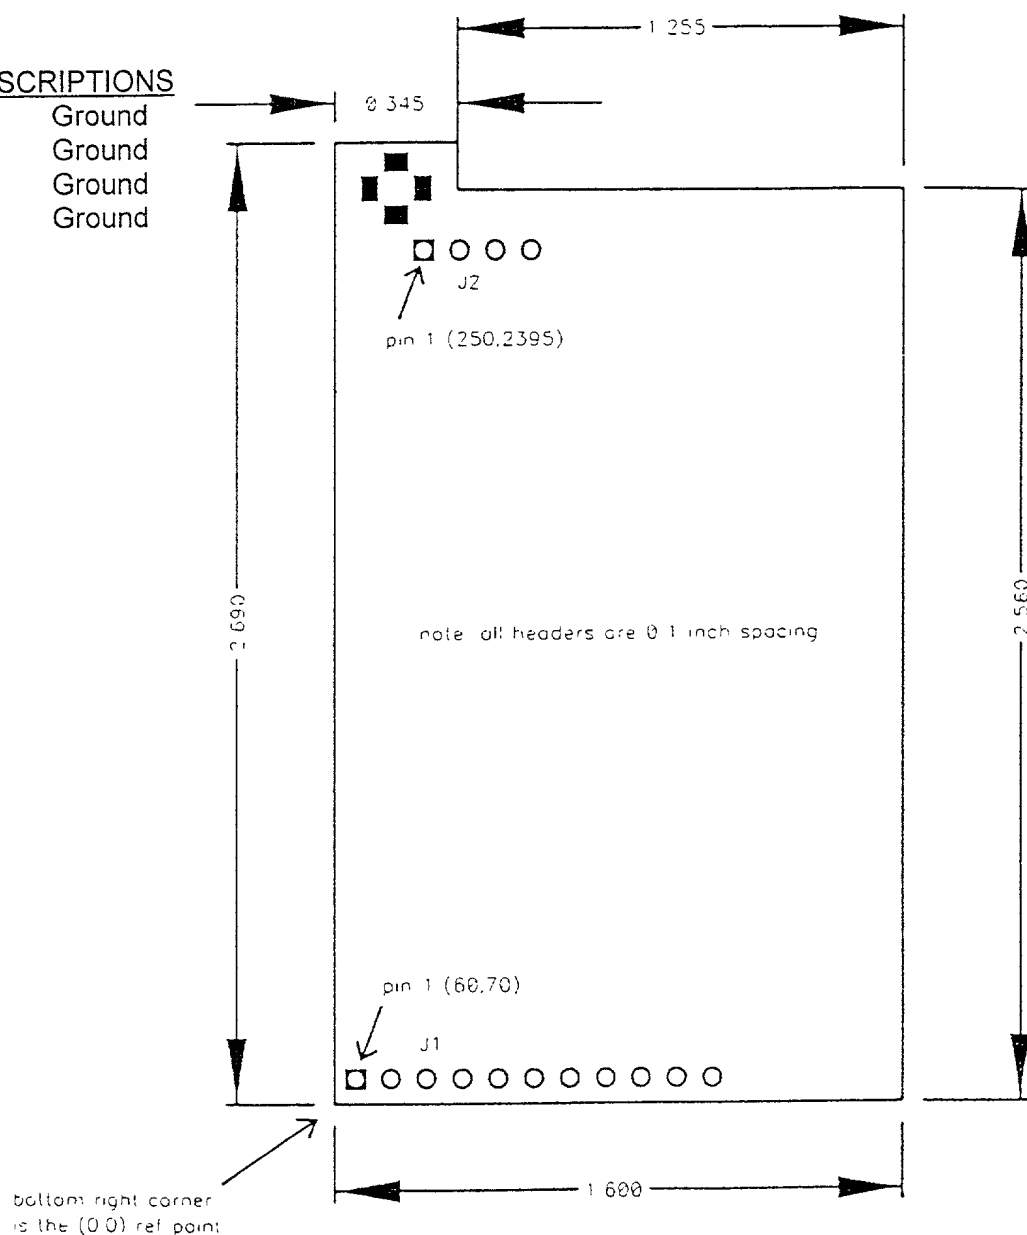 1.255
SCRIPTIONS
0.345
Ground
Ground
Ground
Ground
J2
pin 1 (250,2395)
2.690
2.560
note all headers are 0.1 inch spacing
pin 1 (60,70)
J1
1.600
bottom right corner
is the (0,0) ref point